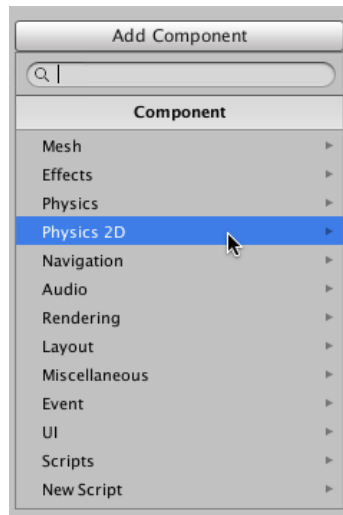 Add Component
Component
Mesh
Effects
Physics
Physics 2D
Navigation
Audio
Rendering
Layout
Miscellaneous
Event
UI
Scripts
New Script